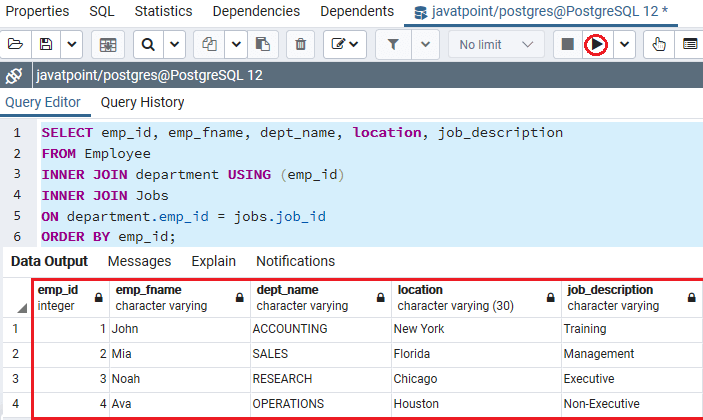 Properties SQL Statistics Dependencies Dependents javatpoint/postgres@PostgreSQL 12 *
No limit
javatpoint/postgres@PostgreSQL 12
Query Editor Query History
1 SELECT emp_id, emp_fname, dept_name, location, job_description
2 FROM Employee
3 INNER JOIN department USING (emp_id)
4 INNER JOIN Jobs
5 ON department.emp_id = jobs.job_id
6 ORDER BY emp_id;
Data Output Messages Explain Notifications
emp_id emp_fname dept_name location job_description
integer character varying character varying character varying (30) character varying
1 1 John ACCOUNTING New York Training
2 2 Mia SALES Florida Management
3 3 Noah RESEARCH Chicago Executive
4 4 Ava OPERATIONS Houston Non-Executive